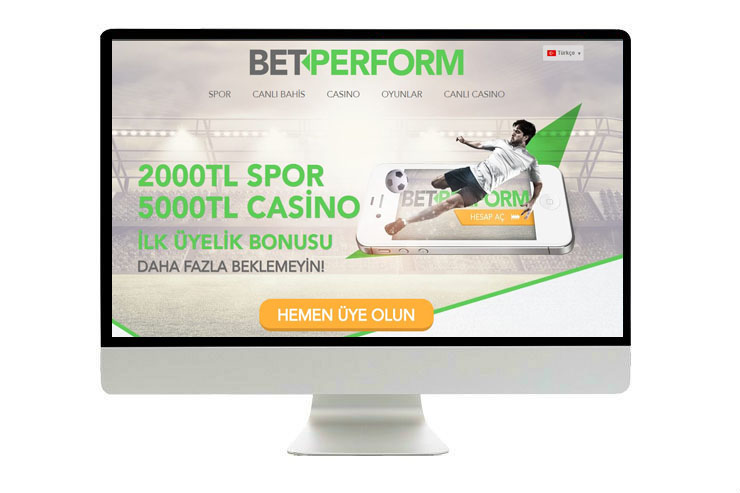 BETPERFORM
Türkçe
SPOR CANLI BAHİS CASINO OYUNLAR CANLI CASINO
2000TL SPOR
5000TL CASİNO
İLK ÜYELİK BONUSU
DAHA FAZLA BEKLEMEYİN!
BETPERFORM
HESAP AÇ
HEMEN ÜYE OLUN